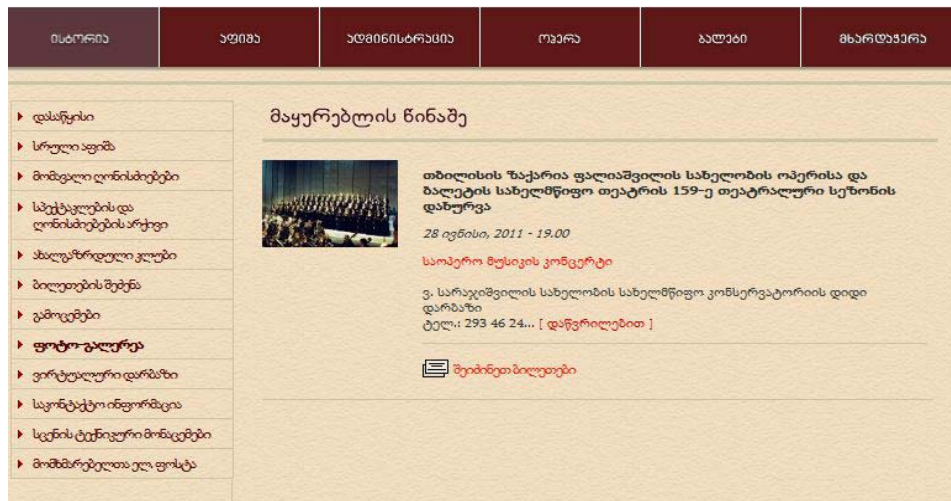 ისტორია
აფიშა
ადმინისტრაცია
ოპერა
ბალეტი
მხარდაჭერა
დასაწყისი
სრული აფიშა
მომავალი ღონისძიებები
სპექტაკლების და
ღონისძიებების არქივი
ახალგაზრდული კლუბი
ბილეთების შეძენა
გამოცემები
ფოტო-გალერეა
ვირტუალური დარბაზი
საკონტაქტო ინფორმაცია
სცენის ტექნიკური მონაცემები
მომხმარებელთა ელ. ფოსტა
მაყურებლის წინაშე
თბილისის ზაქარია ფალიაშვილის სახელობის ოპერისა და
ბალეტის სახელმწიფო თეატრის 159-ე თეატრალური სეზონის
დახურვა
28 ივნისი, 2011 - 19.00
საოპერო მუსიკის კონცერტი
ვ. სარაჯიშვილის სახელობის სახელმწიფო კონსერვატორიის დიდი
დარბაზი
ტელ.: 293 46 24... [ დაწვრილებით ]
შეიძინეთ ბილეთები